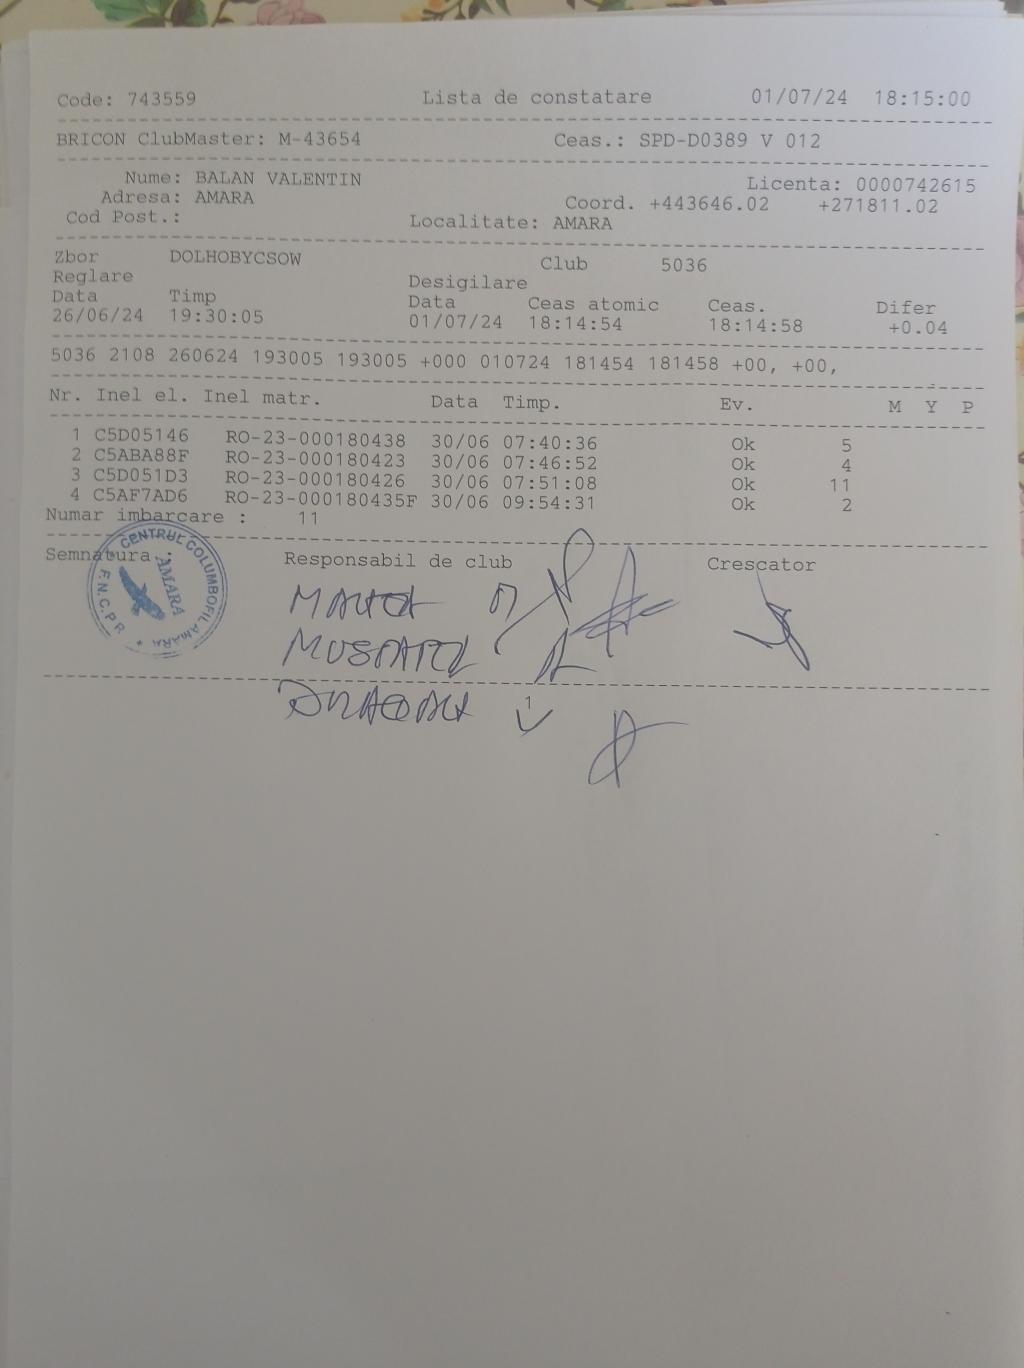 Code: 743559 Lista de constatare 01/07/24 18:15:00
BRICON ClubMaster: M-43654 Ceas.: SPD-D0389 V 012
Nume: BALAN VALENTIN Licenta: 0000742615
Adresa: AMARA Coord. +443646.02 +271811.02
Cod Post.: Localitate: AMARA
Zbor DOLHOBYCSOW Club 5036
Reglare Desigilare
Data Timp Data Ceas atomic Ceas. Difer
26/06/24 19:30:05 01/07/24 18:14:54 18:14:58 +0.04
5036 2108 260624 193005 193005 +000 010724 181454 181458 +00, +00,
Nr. Inel el. Inel matr. Data Timp. Ev. M Y P
1 C5D05146 RO-23-000180438 30/06 07:40:36 Ok 5
2 C5ABA88F RO-23-000180423 30/06 07:46:52 Ok 4
3 C5D051D3 RO-23-000180426 30/06 07:51:08 Ok 11
4 C5AF7AD6 RO-23-000180435F 30/06 09:54:31 Ok 2
Numar imbarcare : 11
Semnatura : Responsabil de club Crescator
CENTRUL COLUMBOFIL AMARA
AMARA
F.N.C.P.R
* AMARA
1